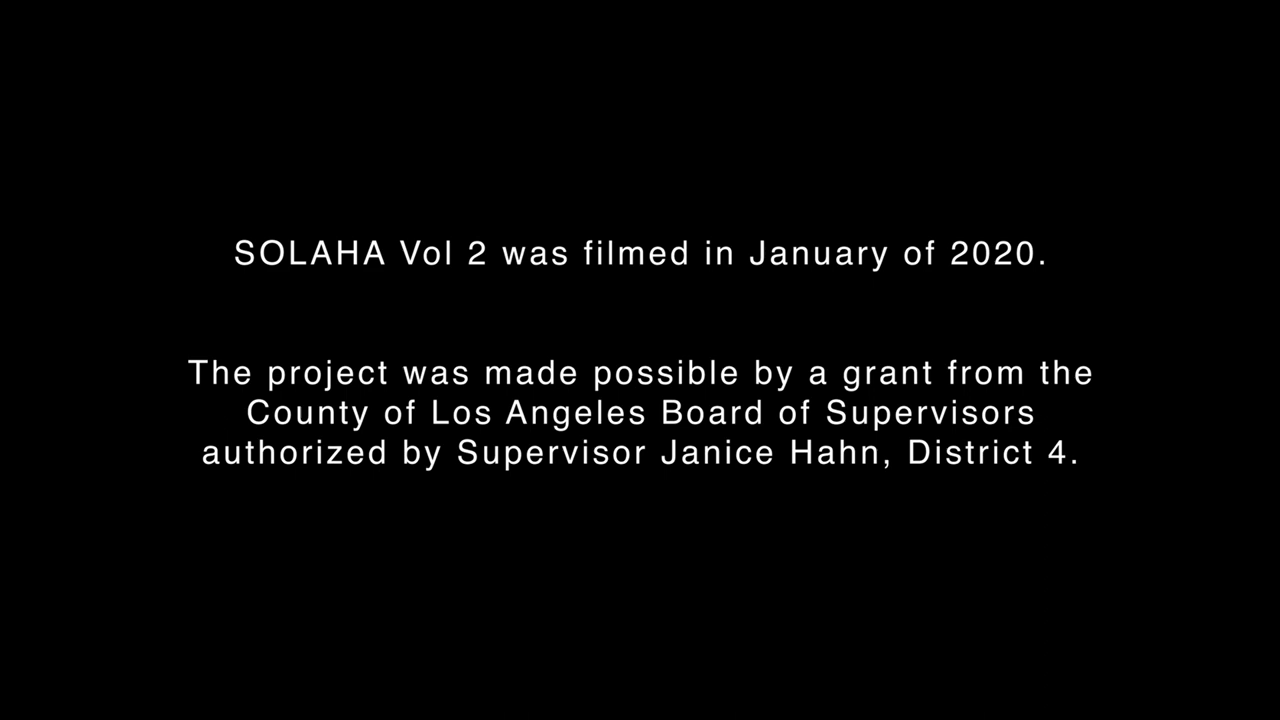 SOLAHA Vol 2 was filmed in January of 2020.
The project was made possible by a grant from the
County of Los Angeles Board of Supervisors
authorized by Supervisor Janice Hahn, District 4.